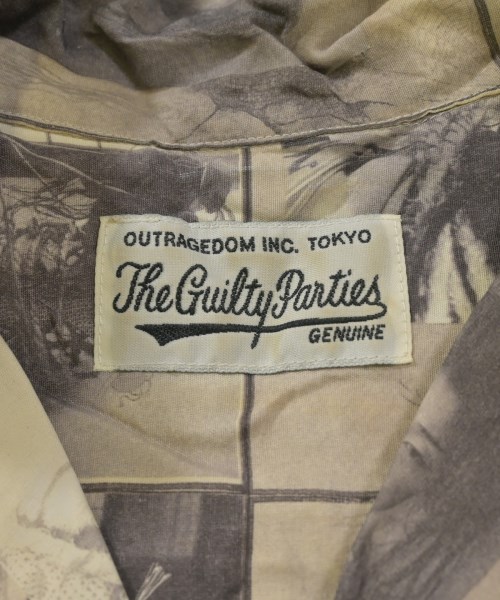 OUTRAGEDOM INC. TOKYO
The Guilty Parties
GENUINE